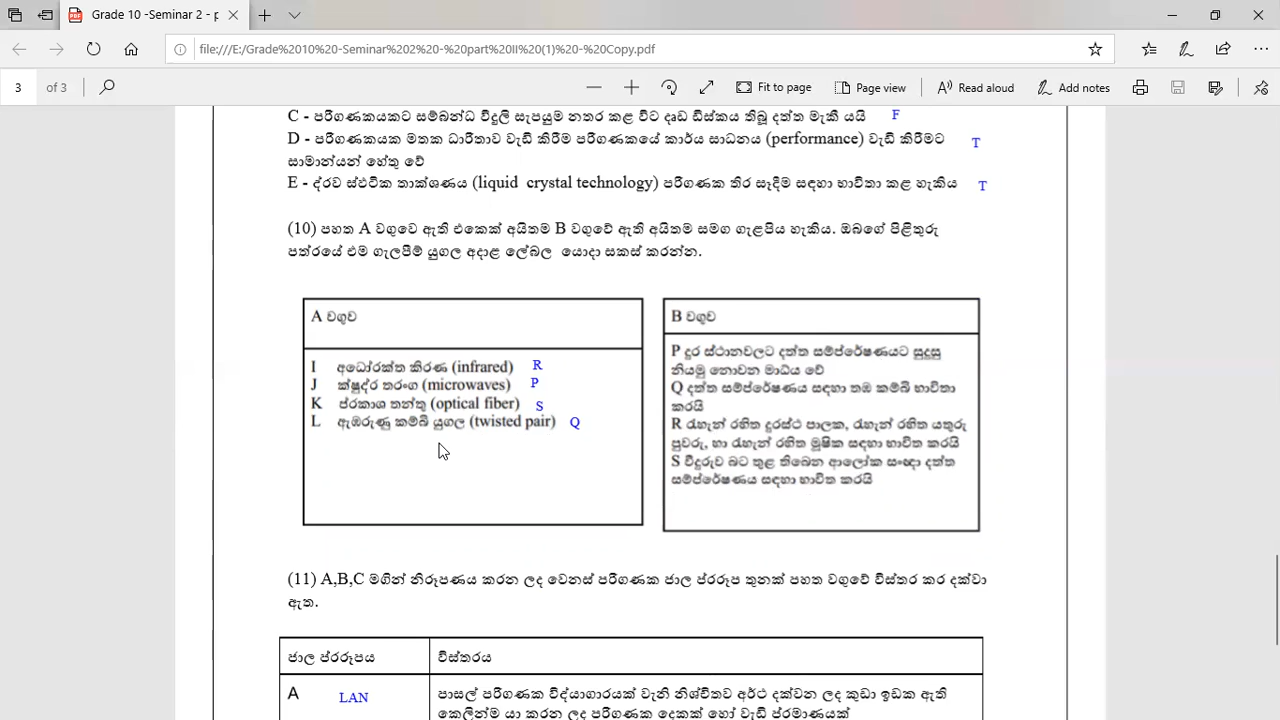 Grade 10 -Seminar 2 - p
file:///E:/Grade%2010%20-Seminar%202%20-%20part%20II%20(1)%20-%20Copy.pdf
3 of 3
Fit to page
Page view
Read aloud
Add notes
C - පරිගණකයකට සම්බන්ධ විදුලි සැපයුම නතර කළ විට දෘඩ ඩිස්කය තිබූ දත්ත මැකී යයි F
D - පරිගණකයක මතක ධාරිතාව වැඩි කිරීම පරිගණකයේ කාර්ය සාධනය (performance) වැඩි කිරීමට T
සාමාන්‍යන් හේතු වේ
E - ද්රව ස්ඵටික තාක්ශණය (liquid crystal technology) පරිගණක තිර සෑදීම සඳහා භාවිතා කළ හැකිය T
(10) පහත A වගුවෙ ඇති එකෙක් අයිතම B වගුවේ ඇති අයිතම සමග ගැළපිය හැකිය. ඔබගේ පිළිතුරු
පත්රයේ එම ගැලපීම් යුගල අදාළ ලේබල යොදා සකස් කරන්න.
A වගුව
I අධෝරක්ත කිරණ (infrared) R
J ක්ෂුද්ර තරංග (microwaves) P
K ප්රකාශ තන්තු (optical fiber) S
L ඇඹරුණු කම්බි යුගල (twisted pair) Q
B වගුව
P දුර ස්ථානවලට දත්ත සම්ප්රේෂණයට සුදුසු
නියමු නොවන මාධ්ය වේ
Q දත්ත සම්ප්රේෂණය සඳහා තඹ කම්බි භාවිතා
කරයි
R රැහැන් රහිත දුරස්ථ පාලක, රැහැන් රහිත යතුරු
පුවරු, හා රැහැන් රහිත මූෂික සඳහා භාවිත කරයි
S වීදුරුව බට තුළ තිබෙන ආලෝක සංඥා දත්ත
සම්ප්රේෂණය සඳහා භාවිත කරයි
(11) A,B,C මගින් නිරූපණය කරන ලද වෙනස් පරිගණක ජාල ප්රරූප තුනක් පහත වගුවේ විස්තර කර දක්වා
ඇත.
ජාල ප්රරූපය විස්තරය
A LAN පාසල් පරිගණක විද්යාගාරයක් වැනි නිශ්චිතව අර්ථ දක්වන ලද කුඩා ඉඩක ඇති
කෙලින්ම යා කරන ලද පරිගණක දෙකක් හෝ වැඩි ප්රමාණයක්